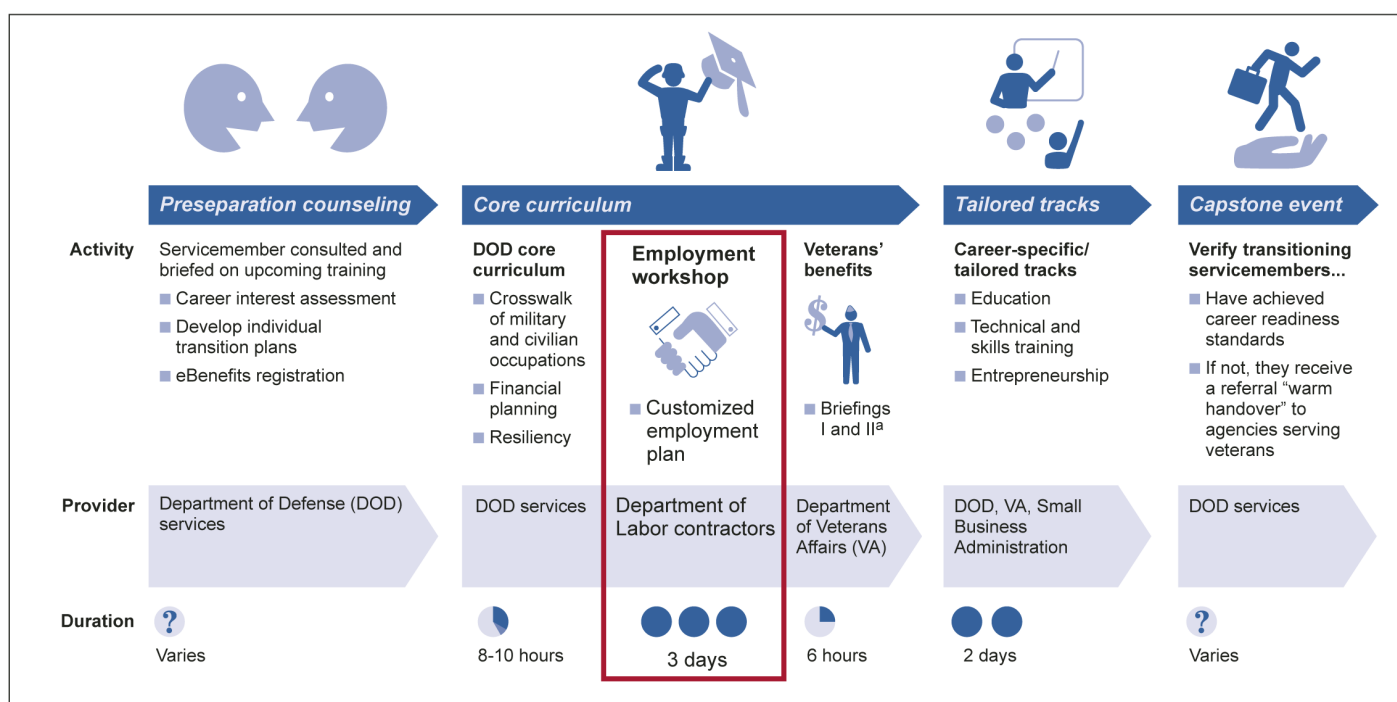 Preseparation counseling
Core curriculum
Tailored tracks
Capstone event
Activity
Servicemember consulted and
briefed on upcoming training
Career interest assessment
Develop individual
transition plans
eBenefits registration
DOD core
curriculum
Crosswalk
of military
and civilian
occupations
Financial
planning
Resiliency
Employment
workshop
Customized
employment
plan
Veterans’
benefits
$
Briefings
I and IIa
Career-specific/
tailored tracks
Education
Technical and
skills training
Entrepreneurship
Verify transitioning
servicemembers...
Have achieved
career readiness
standards
If not, they receive
a referral “warm
handover” to
agencies serving
veterans
Provider
Department of Defense (DOD)
services
DOD services
Department of
Labor contractors
Department
of Veterans
Affairs (VA)
DOD, VA, Small
Business
Administration
DOD services
Duration
?
Varies
8-10 hours
3 days
6 hours
2 days
?
Varies